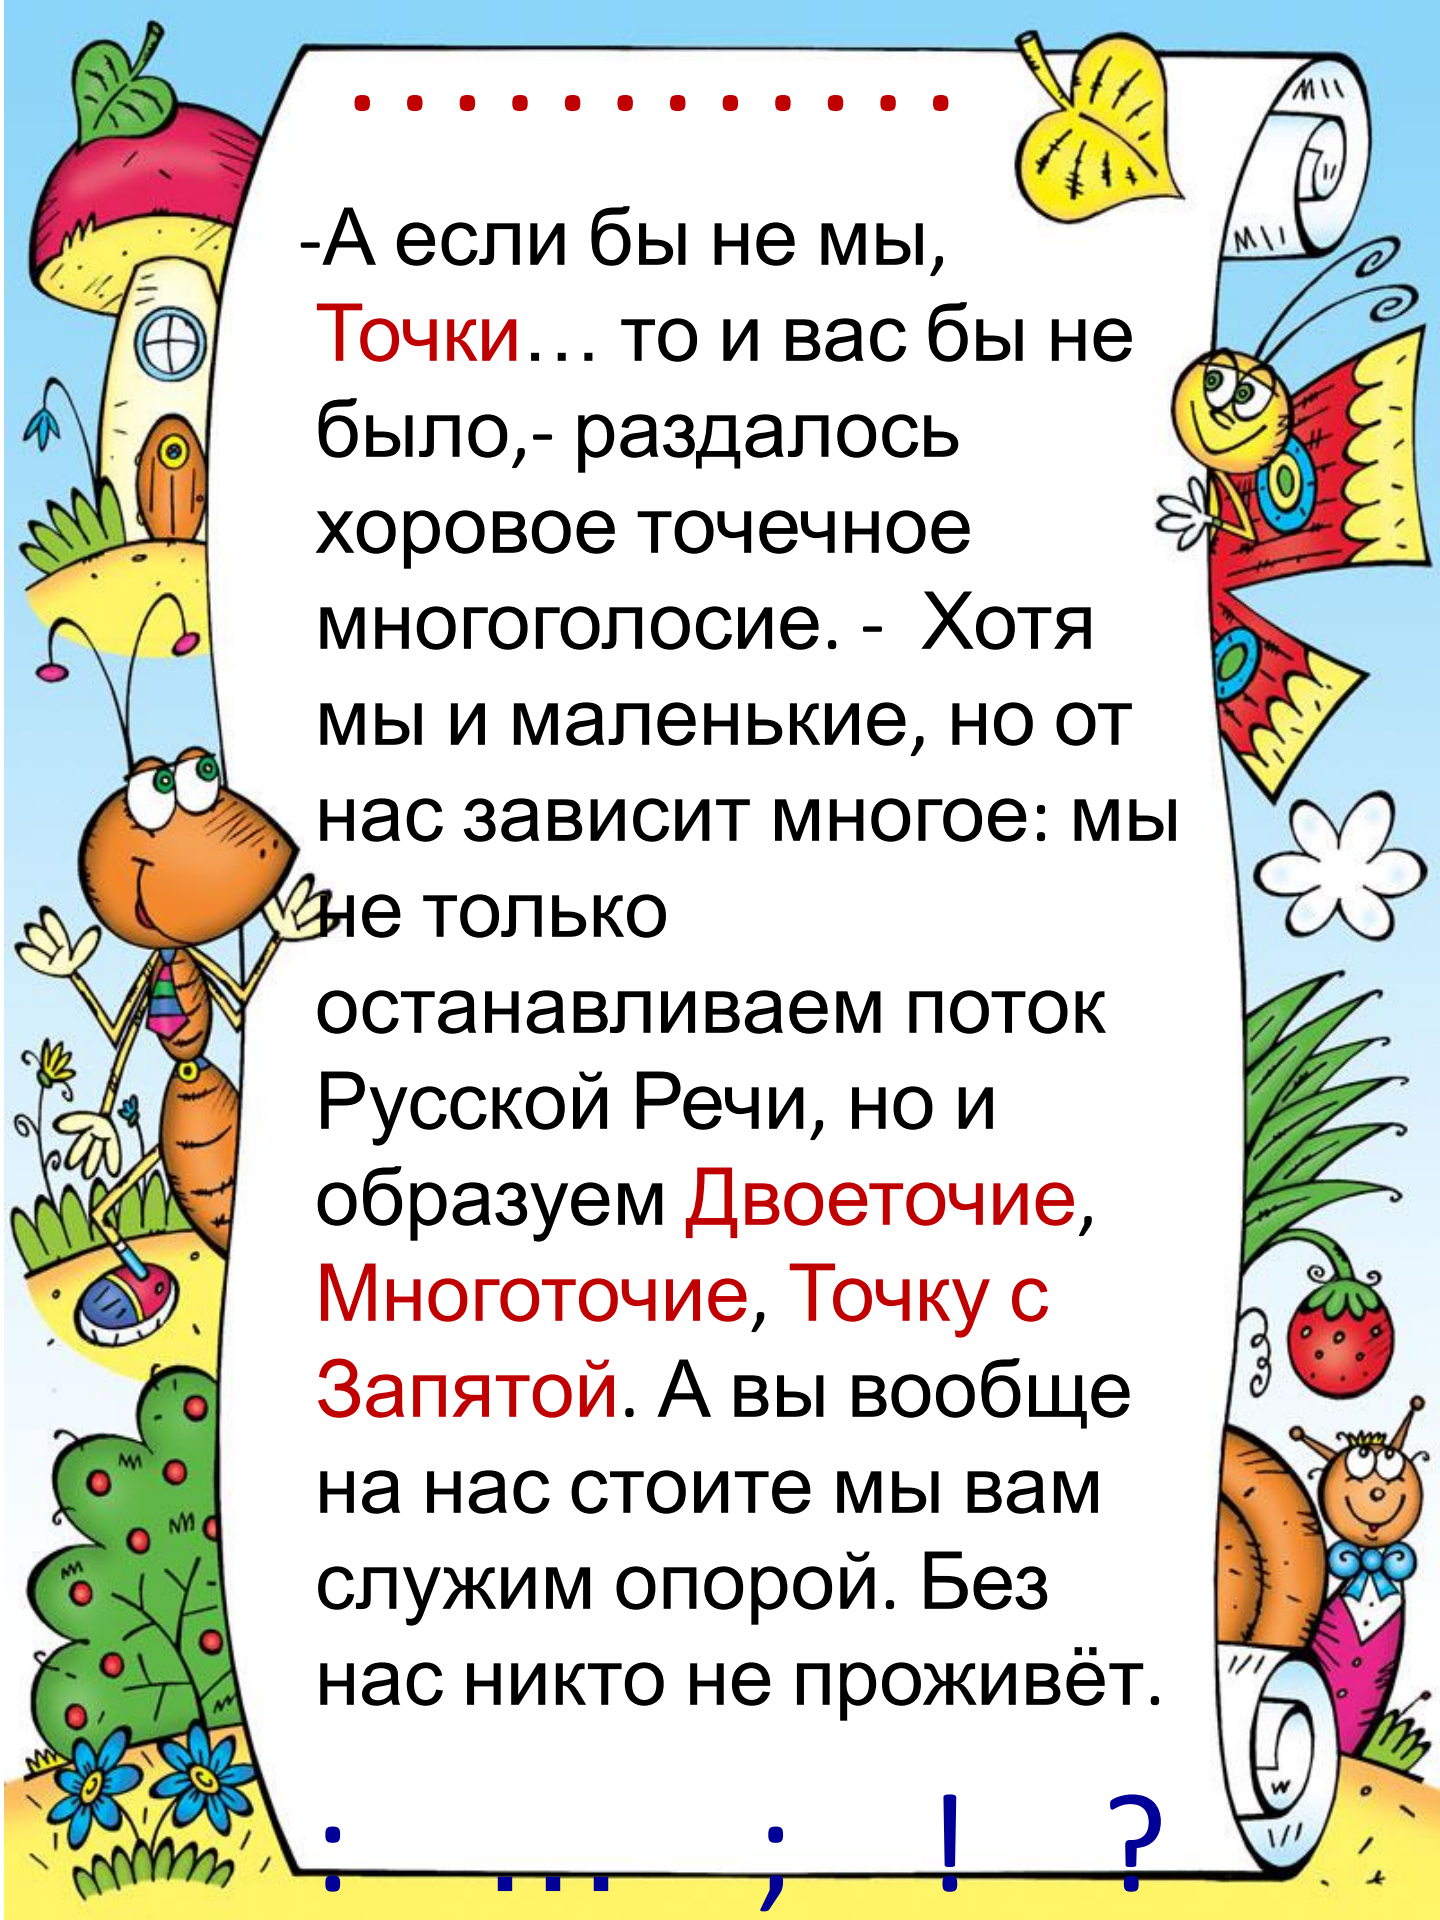 . . . . . . . . . . . .
-А если бы не мы,
Точки… то и вас бы не
было,- раздалось
хоровое точечное
многоголосие. -  Хотя
мы и маленькие, но от
нас зависит многое: мы
не только
останавливаем поток
Русской Речи, но и
образуем Двоеточие,
Многоточие, Точку с
Запятой. А вы вообще
на нас стоите мы вам
служим опорой. Без
нас никто не проживёт.
: … ; ! ?